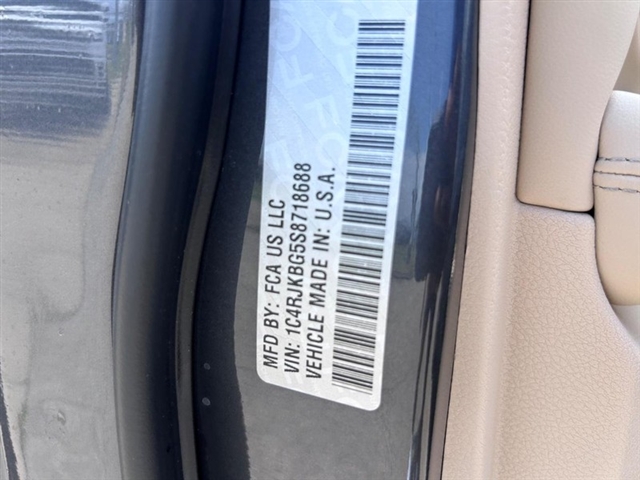 MFD BY: FCA US LLC
VIN: 1C4RJKBG5S8718688
VEHICLE MADE IN: U.S.A.